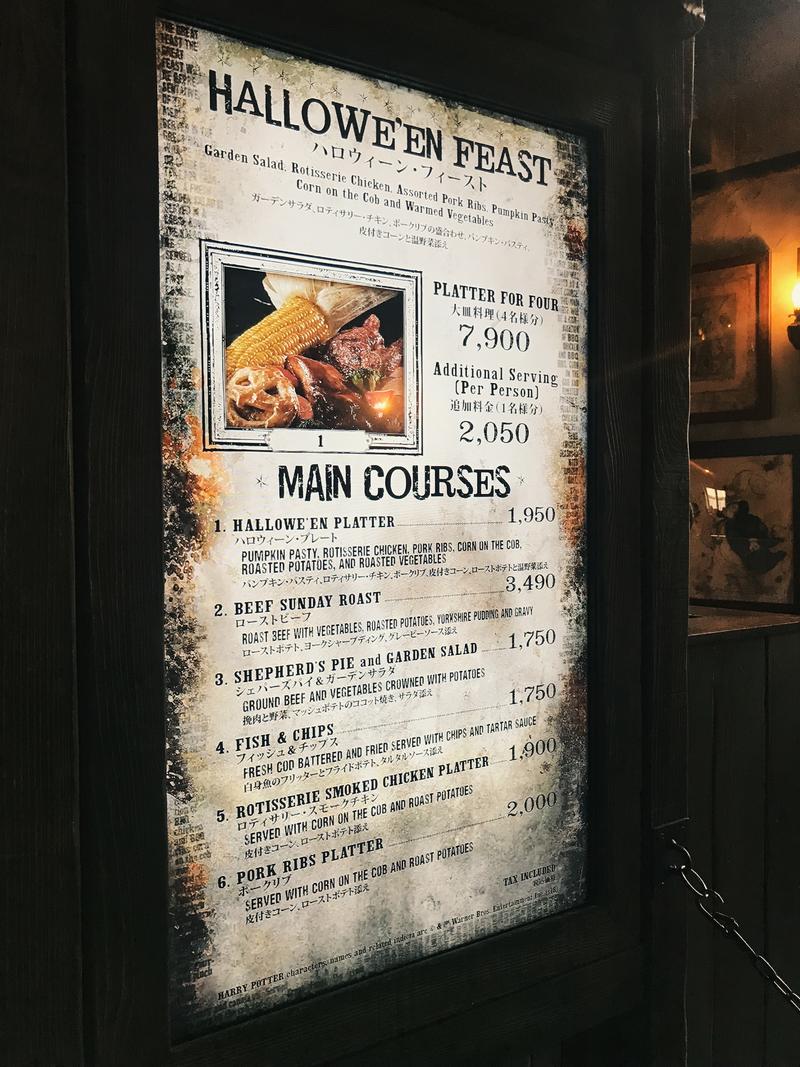 HALLOWE'EN FEAST
ハロウィーン・フィースト
Garden Salad, Rotisserie Chicken, Assorted Pork Ribs, Pumpkin Pasty,
Corn on the Cob and Warmed Vegetables
ガーデンサラダ、ロティサリー・チキン、ポークリブの盛合わせ、パンプキン・パスティ、
皮付きコーンと温野菜添え
PLATTER FOR FOUR
大皿料理(4名様分)
7,900
Additional Serving
(Per Person)
追加料金(1名様分)
2,050
1
MAIN COURSES
1. HALLOWE'EN PLATTER 1,950
ハロウィーン・プレート
PUMPKIN PASTY, ROTISSERIE CHICKEN, PORK RIBS, CORN ON THE COB,
ROASTED POTATOES, AND ROASTED VEGETABLES
パンプキン・パスティ、ロティサリー・チキン、ポークリブ、皮付きコーン、ローストポテトと温野菜添え
2. BEEF SUNDAY ROAST 3,490
ローストビーフ
ROAST BEEF WITH VEGETABLES, ROASTED POTATOES, YORKSHIRE PUDDING AND GRAVY
ローストポテト、ヨークシャープディング、グレービーソース添え
3. SHEPHERD'S PIE and GARDEN SALAD 1,750
シェパーズパイ&ガーデンサラダ
GROUND BEEF AND VEGETABLES CROWNED WITH POTATOES
挽肉と野菜、マッシュポテトのココット焼き、サラダ添え
4. FISH & CHIPS 1,750
フィッシュ&チップス
FRESH COD BATTERED AND FRIED SERVED WITH CHIPS AND TARTAR SAUCE
白身魚のフリッターとフライドポテト、タルタルソース添え
5. ROTISSERIE SMOKED CHICKEN PLATTER 1,900
ロティサリー・スモークチキン
SERVED WITH CORN ON THE COB AND ROAST POTATOES
皮付きコーン、ローストポテト添え
6. PORK RIBS PLATTER 2,000
ポークリブ
SERVED WITH CORN ON THE COB AND ROAST POTATOES
皮付きコーン、ローストポテト添え
TAX INCLUDED
HARRY POTTER characters, names and related indicia are © & ™ Warner Bros. Entertainment Inc.